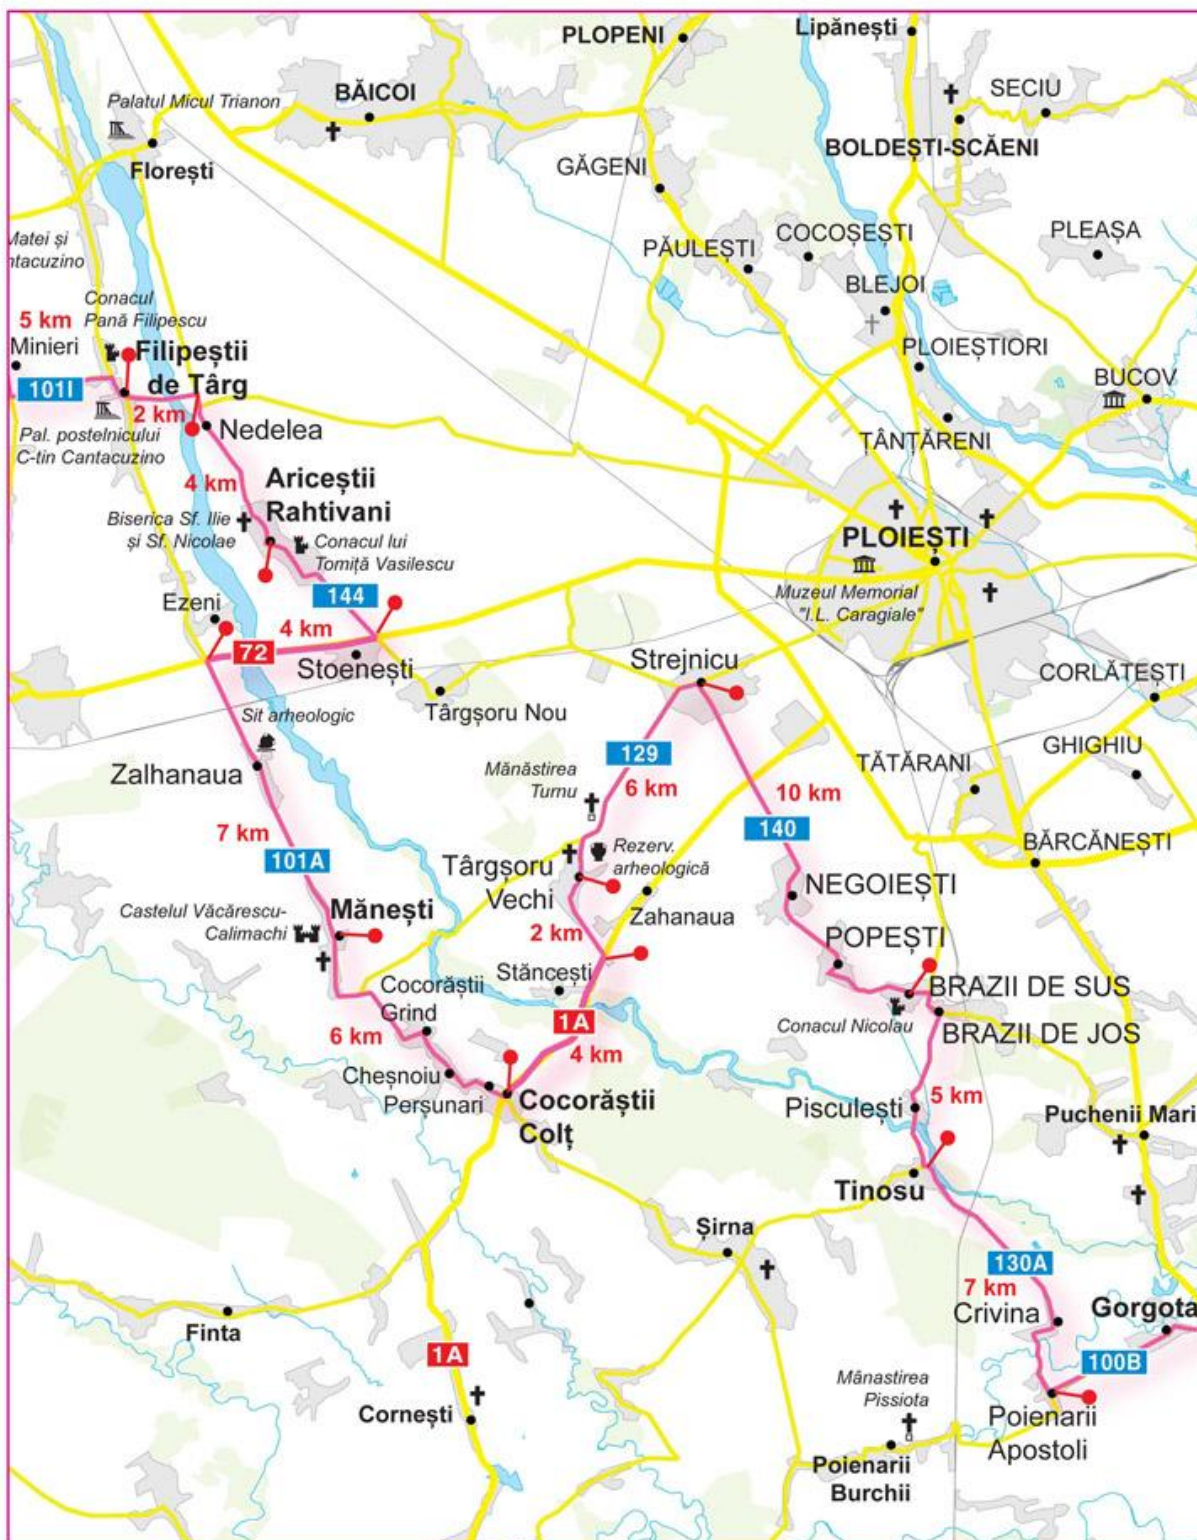 PLOPENI
Lipănești
BĂICOI
SECIU
Palatul Micul Trianon
BOLDEȘTI-SCĂENI
Florești
GĂGENI
COCOȘEȘTI
PLEAȘA
PĂULEȘTI
Matei și
ntacuzino
BLEJOI
Conacul
Pană Filipescu
5 km
Minieri
Filipeștii
de Târg
PLOIEȘTIORI
BUCOV
101I
2 km
Nedelea
ȚÂNȚĂRENI
Pal. postelnicului
C-tin Cantacuzino
4 km
Ariceștii
Rahtivani
Biserica Sf. Ilie
și Sf. Nicolae
Conacul lui
Tomiță Vasilescu
PLOIEȘTI
Muzeul Memorial
"I.L. Caragiale"
144
Ezeni
4 km
72
Stoenești
Strejnicu
CORLĂTEȘTI
Târgșoru Nou
Sit arheologic
129
GHIGHIU
Zalhanaua
TĂTĂRANI
Mănăstirea
Turnu
6 km
10 km
140
7 km
101A
Rezerv.
arheologică
BĂRCĂNEȘTI
Târgșoru
Vechi
NEGOIEȘTI
Castelul Văcărescu-
Calimachi
Mănești
Zahanaua
2 km
POPEȘTI
Stăncești
Cocorăștii
Grind
BRAZII DE SUS
1A
Conacul Nicolau
BRAZII DE JOS
6 km
4 km
Cheșnoiu
Perșunari
Cocorăștii
Colț
5 km
Pisculești
Puchenii Mari
Tinosu
Șirna
130A
7 km
Crivina
Gorgota
Finta
1A
100B
Mânastirea
Pissiota
Cornești
Poienarii
Apostoli
Poienarii
Burchii